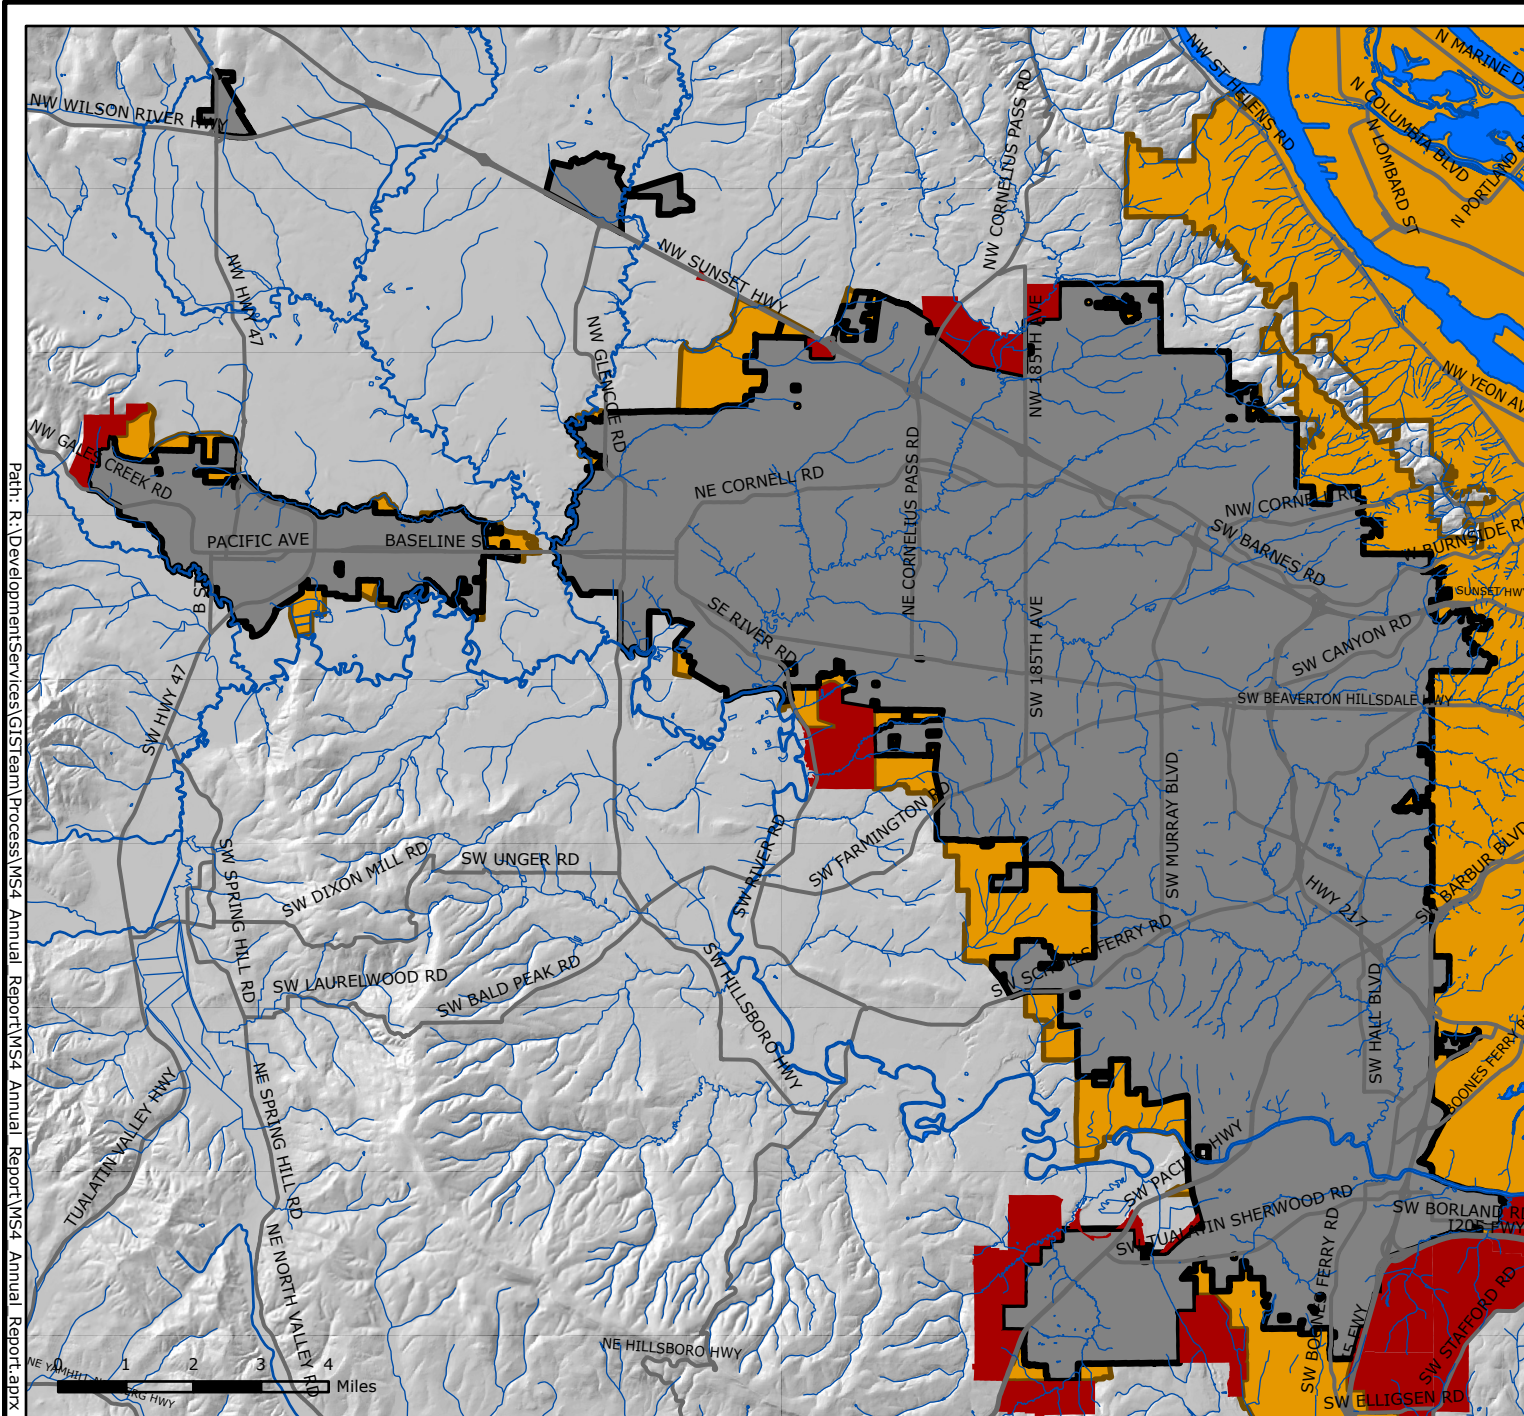 NW ST HELENS RD
N MARINE D
N COLUMBIA BLVD
N LOMBARD ST
N PORTLAND R
NW WILSON RIVER HWY
NW CORNELIUS PASS RD
NW SUNSET HWY
NW HWY 47
NW GLENCOE RD
NW 185TH AVE
NW YEON AV
NW GALES CREEK RD
NE CORNELL RD
NE CORNELIUS PASS RD
NW CORNELL RD
SW BARNES RD
W BURNSIDE RD
PACIFIC AVE
BASELINE S
B ST
SUNSET HWY
SE RIVER RD
SW 185TH AVE
SW CANYON RD
SW HWY 47
SW BEAVERTON HILLSDALE HWY
SW MURRAY BLVD
SW FARMINGTON RD
SW DIXON MILL RD
SW UNGER RD
SW RIVER RD
SW SPRING HILL RD
HWY 217
SW BARBUR BLVD
SW LAURELWOOD RD
SW BALD PEAK RD
SW SCHOLLS FERRY RD
SW HILLSBORO HWY
SW HALL BLVD
BOONES FERRY R
TUALATIN VALLEY HWY
NE SPRING HILL RD
SW PACIFIC HWY
SW TUALATIN SHERWOOD RD
SW BORLAND RD
I205 FWY
NE NORTH VALLEY RD
SW BOONES FERRY RD
I5 FWY
SW STAFFORD RD
NE HILLSBORO HWY
SW ELLIGSEN RD
0 1 2 3 4
Miles
Path: R:\DevelopmentServices\GISTeam\Process\MS4 Annual Report\MS4 Annual Report\MS4 Annual Report.aprx